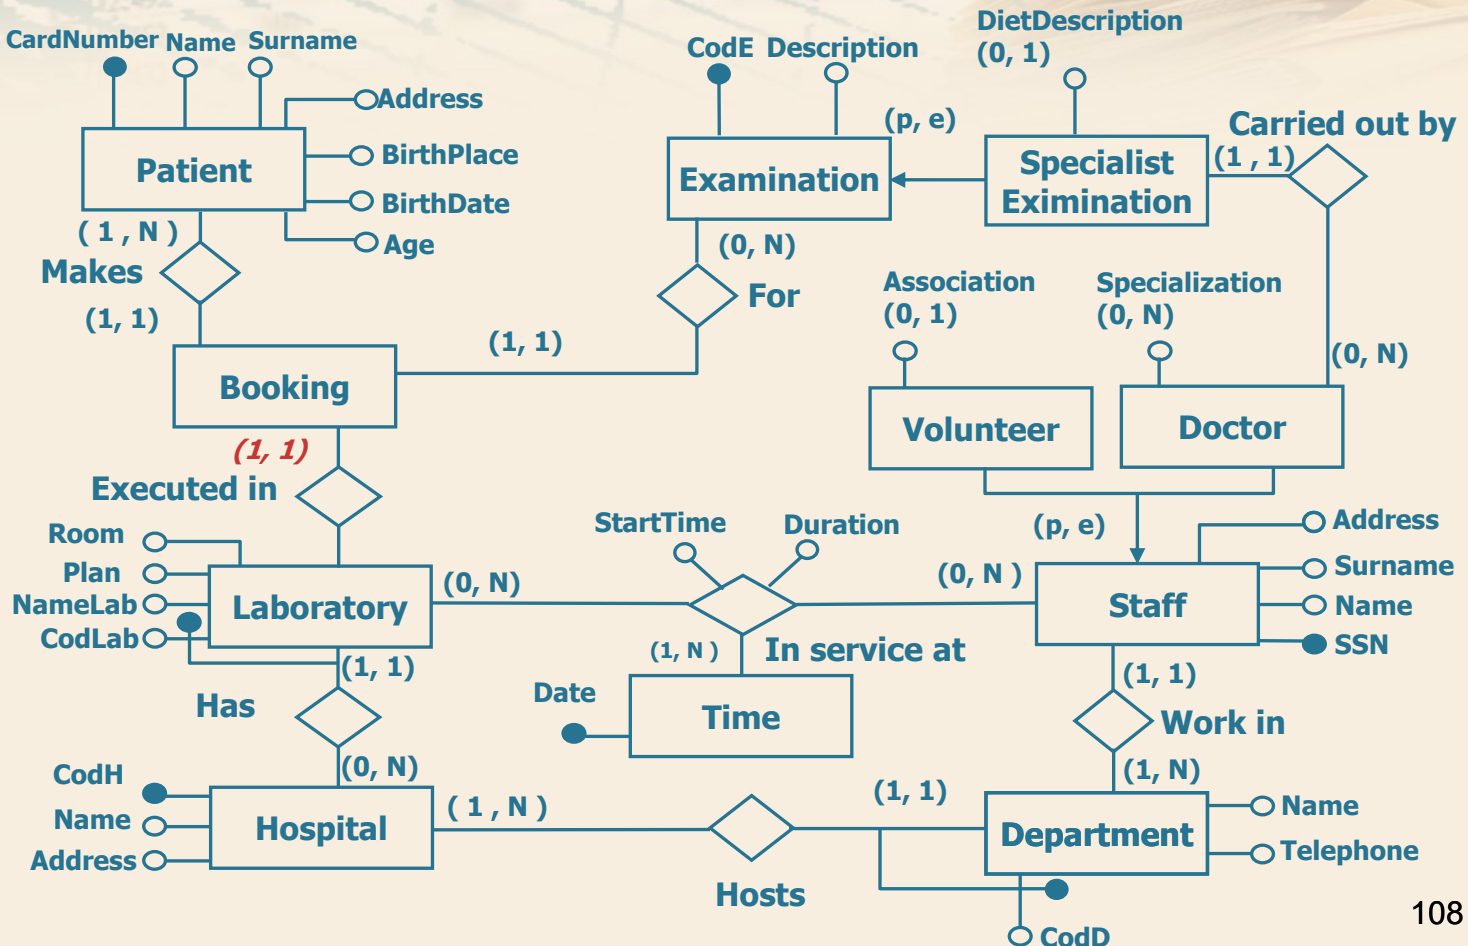 DietDescription
(0, 1)
CardNumber Name Surname
CodE Description
Address
(p, e)
Carried out by
Patient
BirthPlace
Examination
Specialist
Eximination
(1 , 1)
BirthDate
( 1 , N )
Age
(0, N)
Makes
Association
(0, 1)
Specialization
(0, N)
For
(1, 1)
(1, 1)
(0, N)
Booking
Volunteer
Doctor
(1, 1)
Executed in
StartTime
Duration
(p, e)
Address
Room
Plan
NameLab
CodLab
Laboratory
(0, N)
(0, N )
Staff
Surname
Name
SSN
(1, 1)
(1, N )
In service at
(1, 1)
Has
Date
Time
Work in
(0, N)
(1, N)
CodH
Name
Address
Hospital
( 1 , N )
(1, 1)
Department
Name
Telephone
Hosts
CodD
108